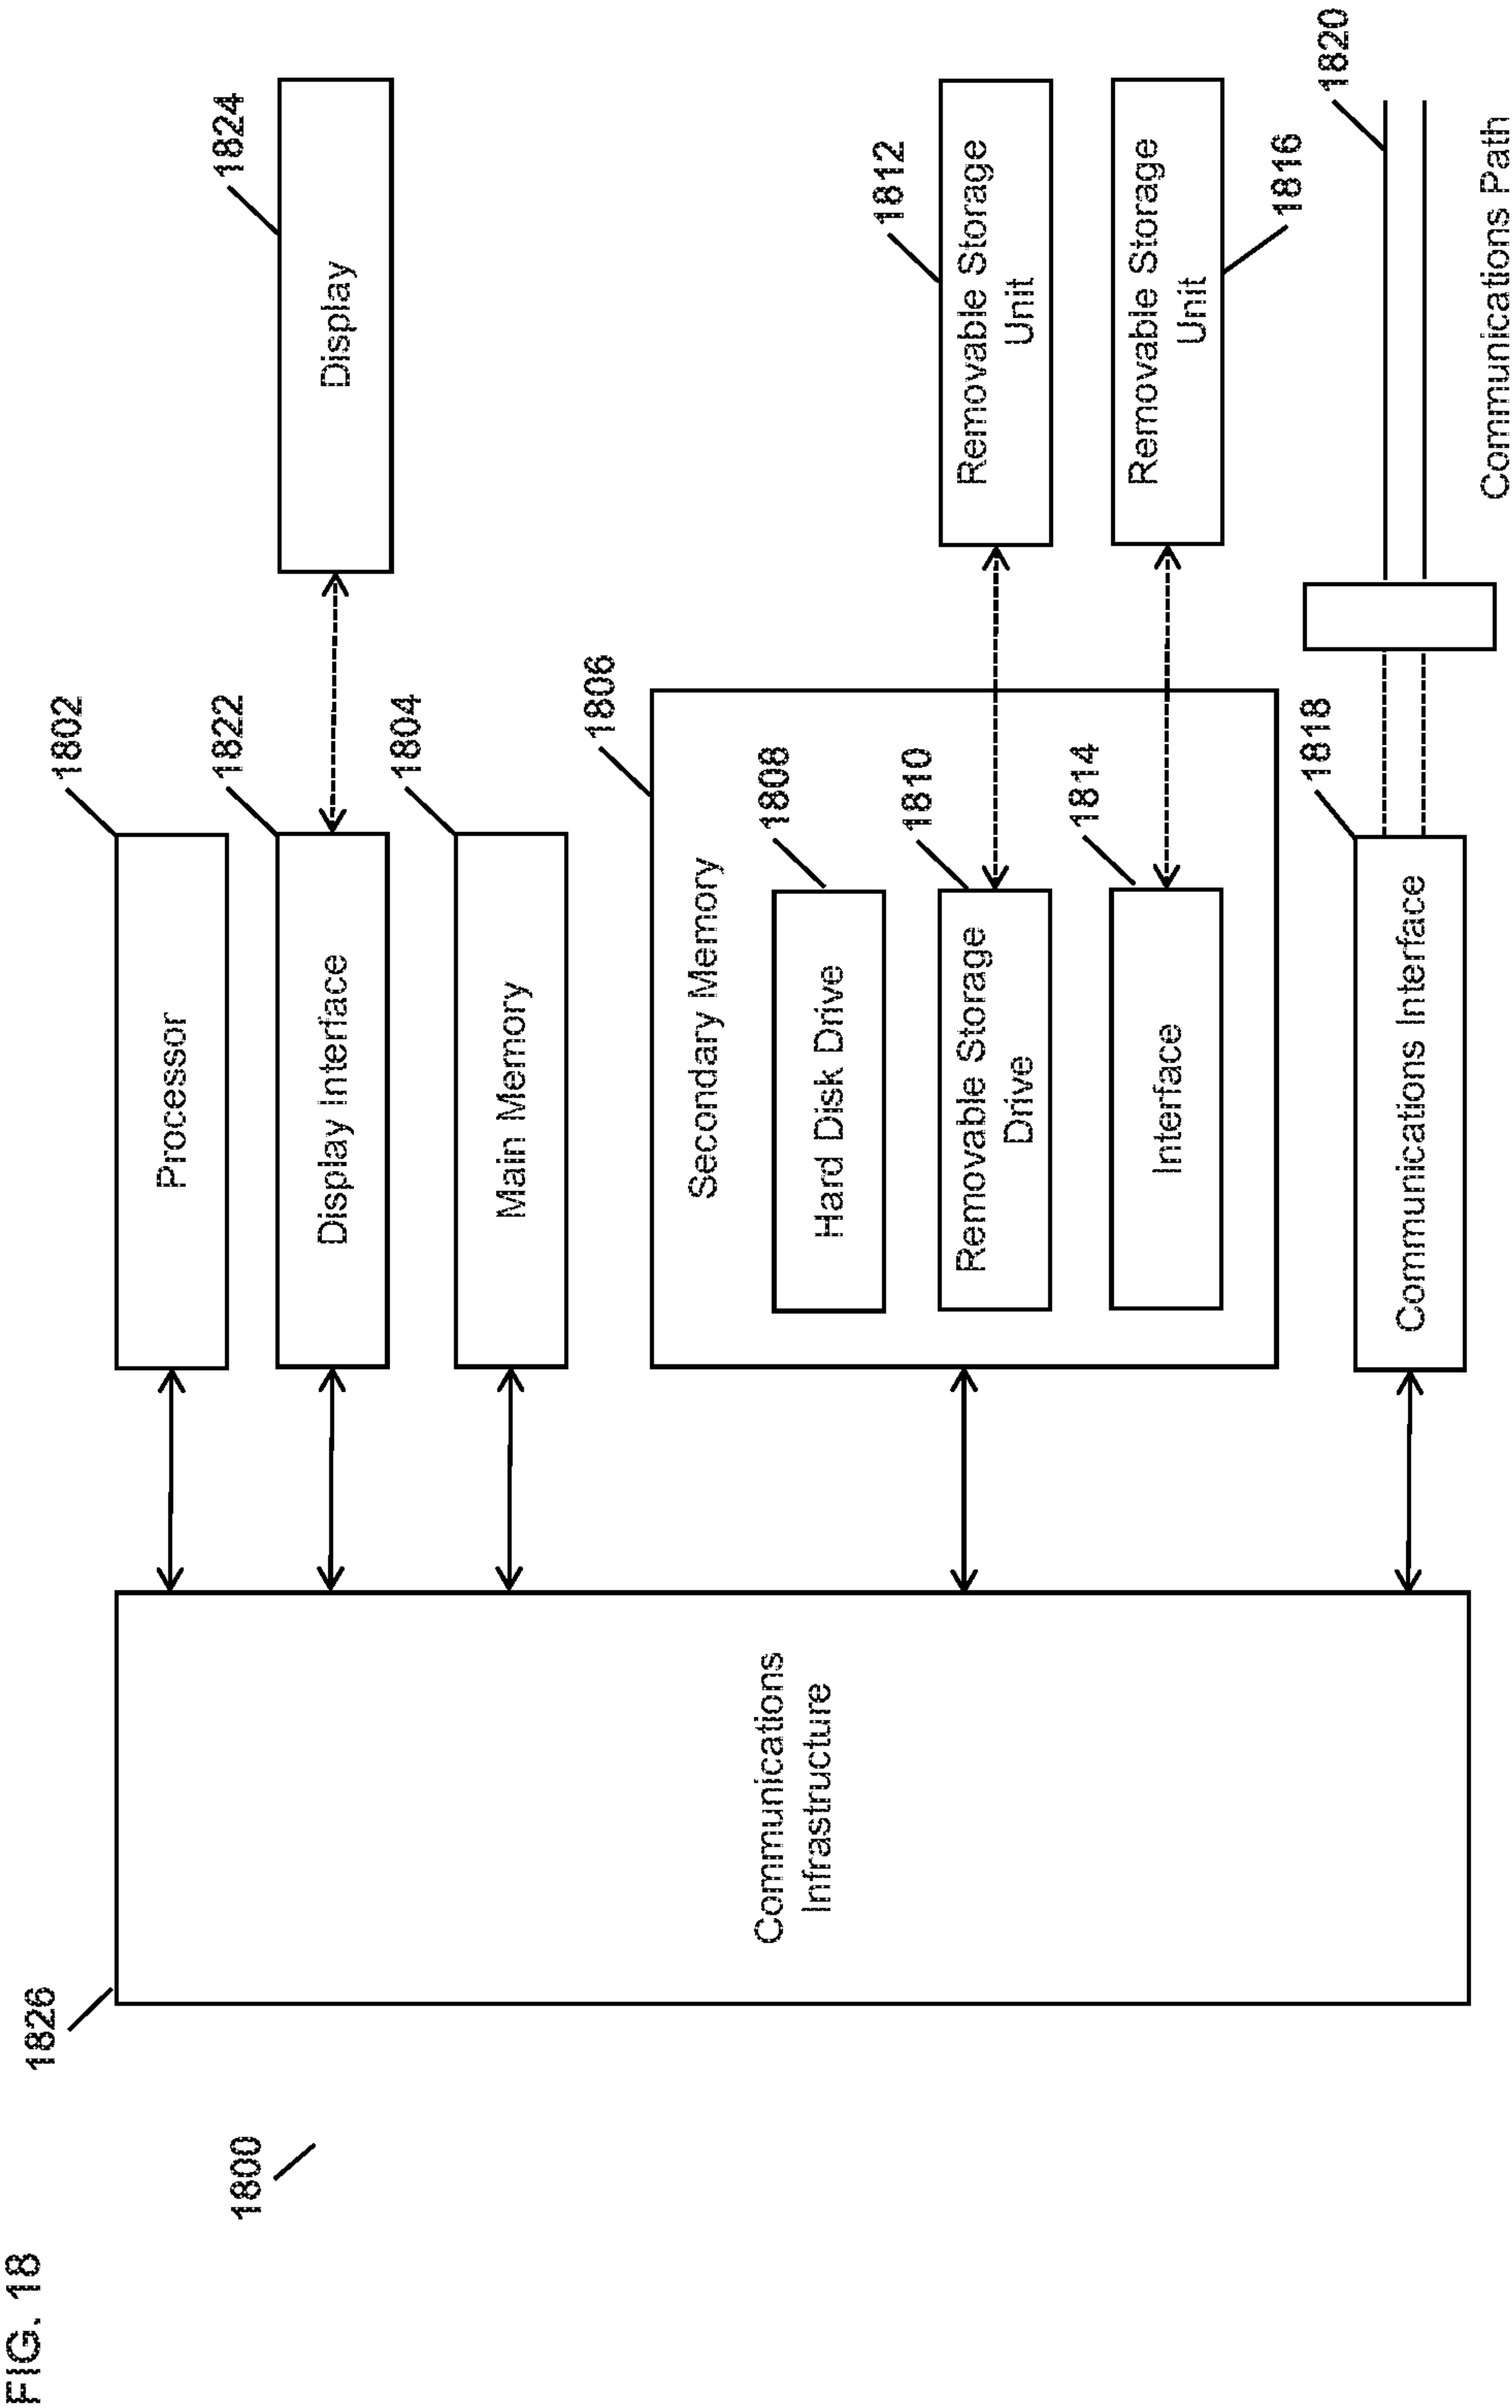 FIG. 18
1800
1826
Communications
Infrastructure
1802
Processor
1822
Display Interface
1824
Display
1804
Main Memory
1806
Secondary Memory
1808
Hard Disk Drive
1810
Removable Storage
Drive
1812
Removable Storage
Unit
1814
Interface
Removable Storage
Unit
1816
1818
Communications Interface
1820
Communications Path